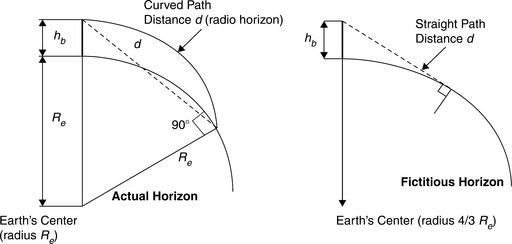 Curved Path
Distance d (radio horizon)
d
h_b
R_e
90°
R_e
Actual Horizon
Earth's Center
(radius R_e)
Straight Path
Distance d
h_b
Fictitious Horizon
Earth's Center (radius 4/3 R_e)